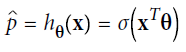 p̂ = h_θ(x) = σ(x^T θ)